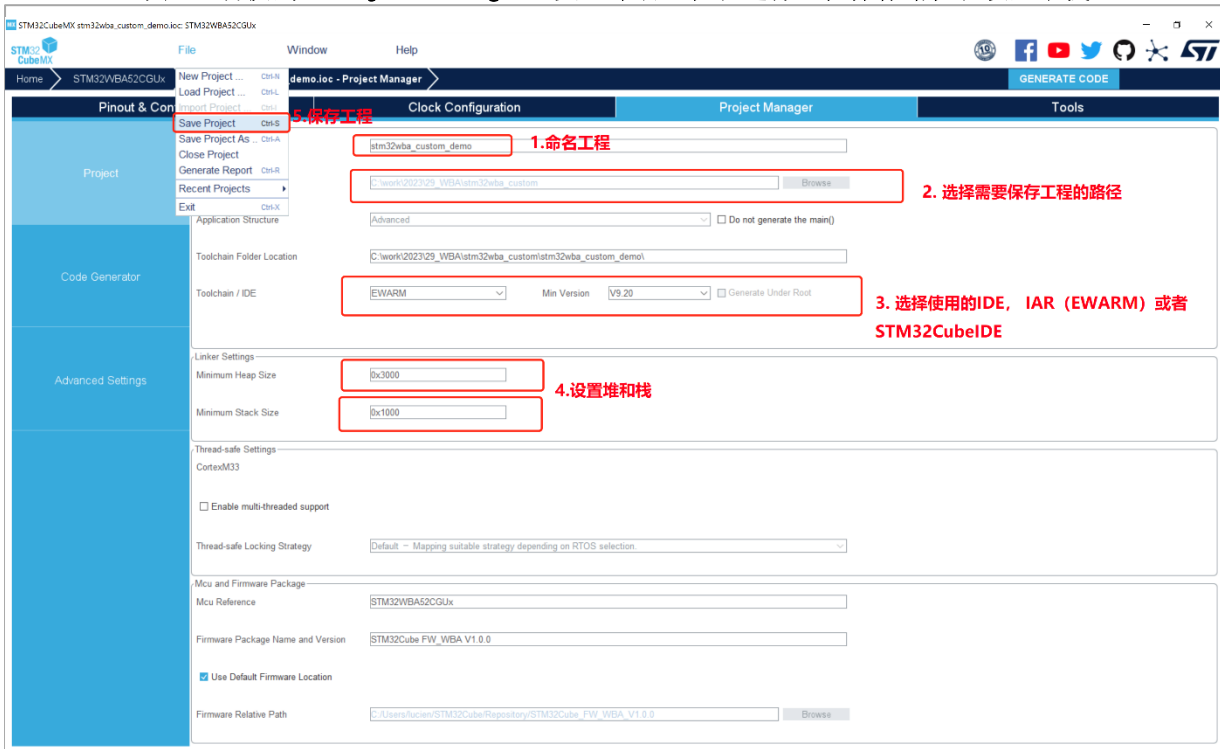 STM32CubeMX stm32wba_custom_demo.ioc: STM32WBA52CGUx
STM32
CubeMX
File
Window
Help
10
Home
STM32WBA52CGUx
demo.ioc - Project Manager
GENERATE CODE
Pinout & Con
Clock Configuration
Project Manager
Tools
New Project ... Ctrl-N
Load Project ... Ctrl-L
Import Project ... Ctrl-I
Save Project Ctrl-S
Save Project As .. Ctrl-A
Close Project
Generate Report Ctrl-R
Recent Projects
Exit Ctrl-X
5.保存工程
Project
Code Generator
Advanced Settings
stm32wba_custom_demo
1.命名工程
C:\work\2023\29_WBA\stm32wba_custom
Browse
2. 选择需要保存工程的路径
Application Structure
Advanced
Do not generate the main()
Toolchain Folder Location
C:\work\2023\29_WBA\stm32wba_custom\stm32wba_custom_demo\
Toolchain / IDE
EWARM
Min Version
V9.20
Generate Under Root
3. 选择使用的IDE, IAR（EWARM）或者
STM32CubeIDE
Linker Settings
Minimum Heap Size
0x3000
4.设置堆和栈
Minimum Stack Size
0x1000
Thread-safe Settings
CortexM33
Enable multi-threaded support
Thread-safe Locking Strategy
Default – Mapping suitable strategy depending on RTOS selection.
Mcu and Firmware Package
Mcu Reference
STM32WBA52CGUx
Firmware Package Name and Version
STM32Cube FW_WBA V1.0.0
Use Default Firmware Location
Firmware Relative Path
C:/Users/lucien/STM32Cube/Repository/STM32Cube_FW_WBA_V1.0.0
Browse